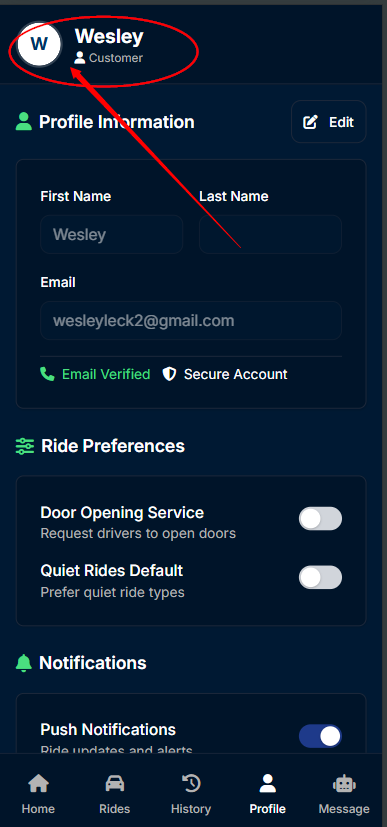 W
Wesley
Customer
Profile Information
Edit
First Name
Last Name
Wesley
Email
wesleyleck2@gmail.com
Email Verified
Secure Account
Ride Preferences
Door Opening Service
Request drivers to open doors
Quiet Rides Default
Prefer quiet ride types
Notifications
Push Notifications
Ride updates and alerts
Home
Rides
History
Profile
Message